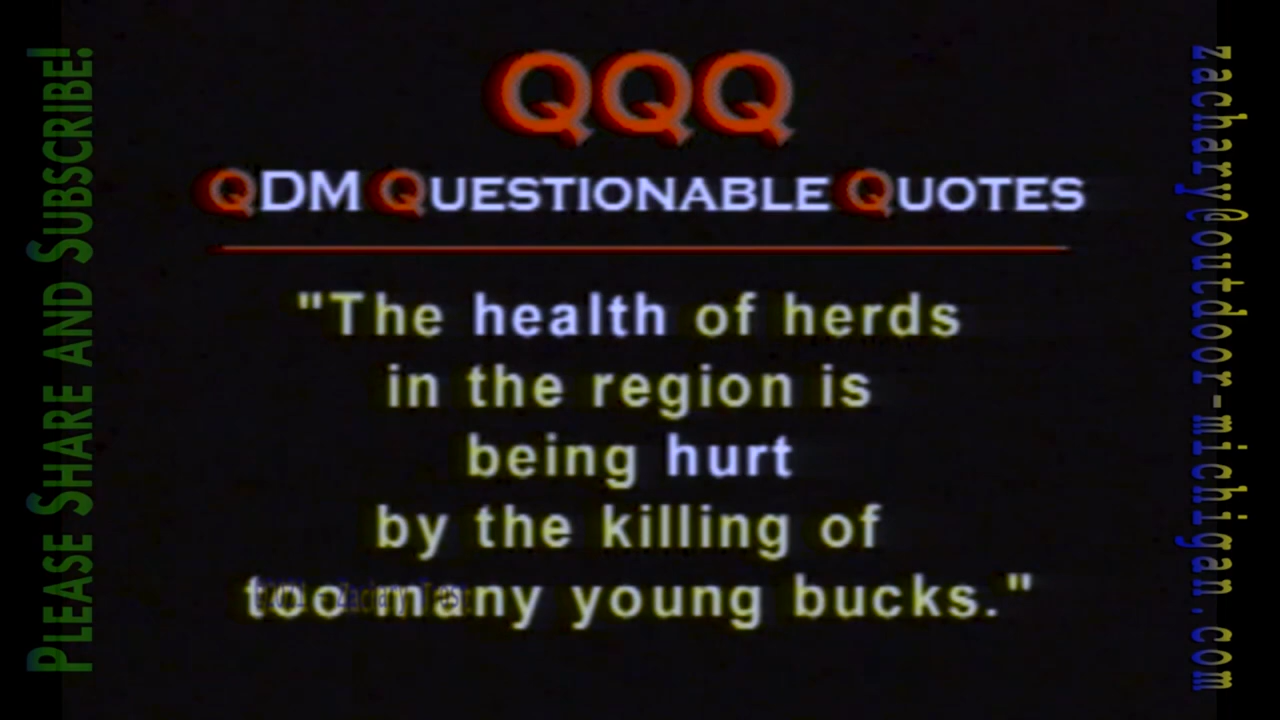 PLEASE SHARE AND SUBSCRIBE!
QQQ
QDM QUESTIONABLE QUOTES
"The health of herds
in the region is
being hurt
by the killing of
too many young bucks."
zachary@outdoor-michigan.com